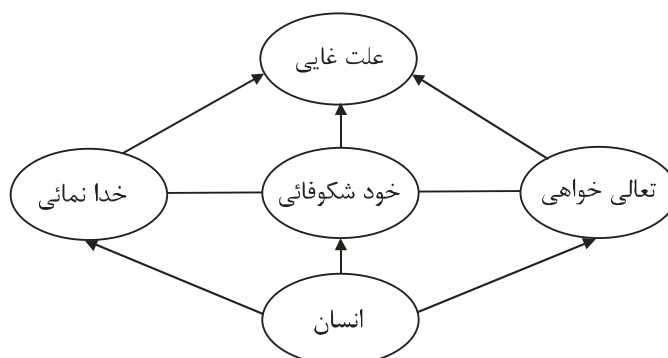 علت غایی
تعالی خواهی
خود شکوفائی
خدا نمائی
انسان